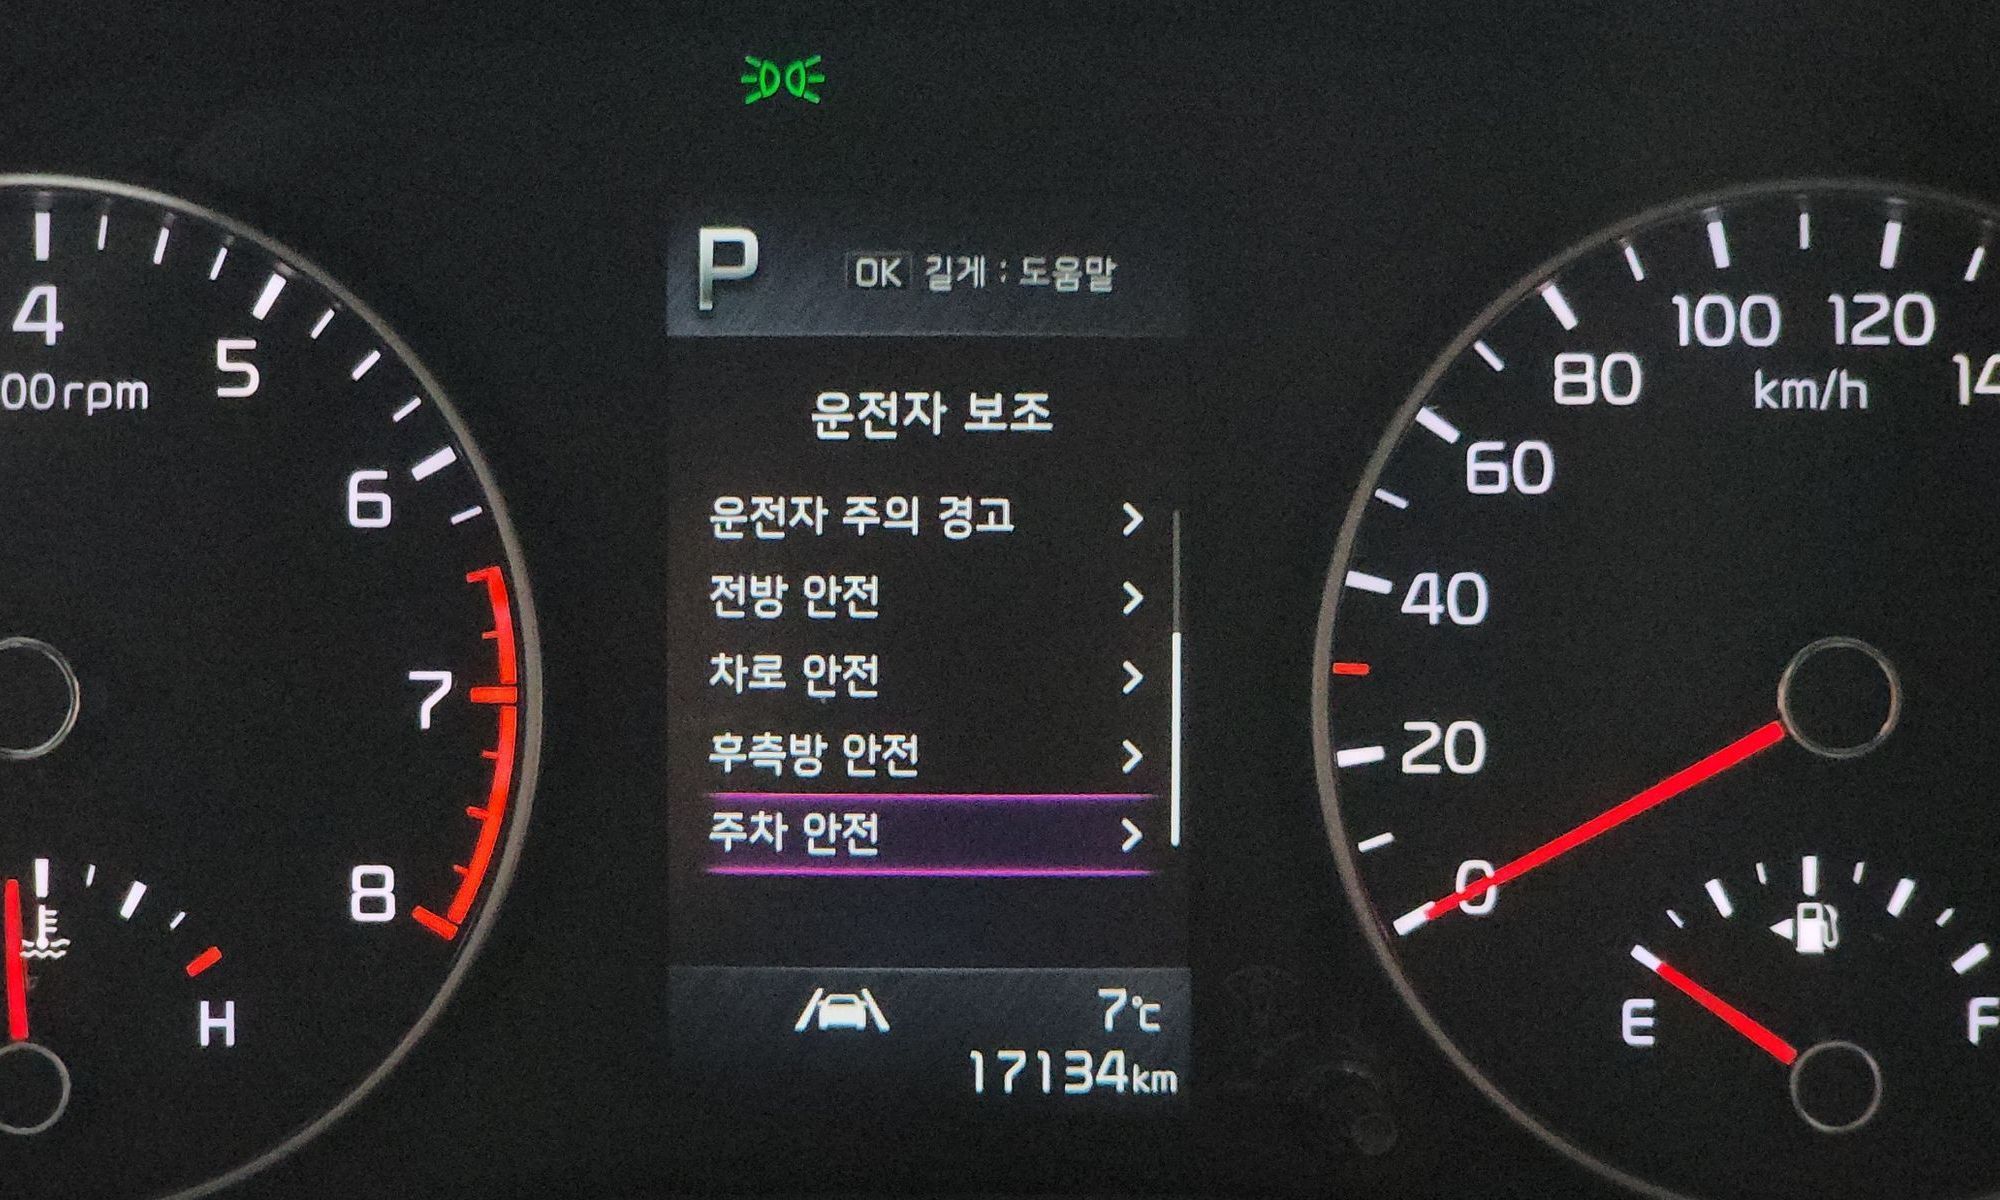 P
OK 길게 : 도움말
운전자 보조
운전자 주의 경고
전방 안전
차로 안전
후측방 안전
주차 안전
7℃
17134km
4
5
00rpm
6
7
8
H
100
120
80
14
km/h
60
40
20
0
E
F